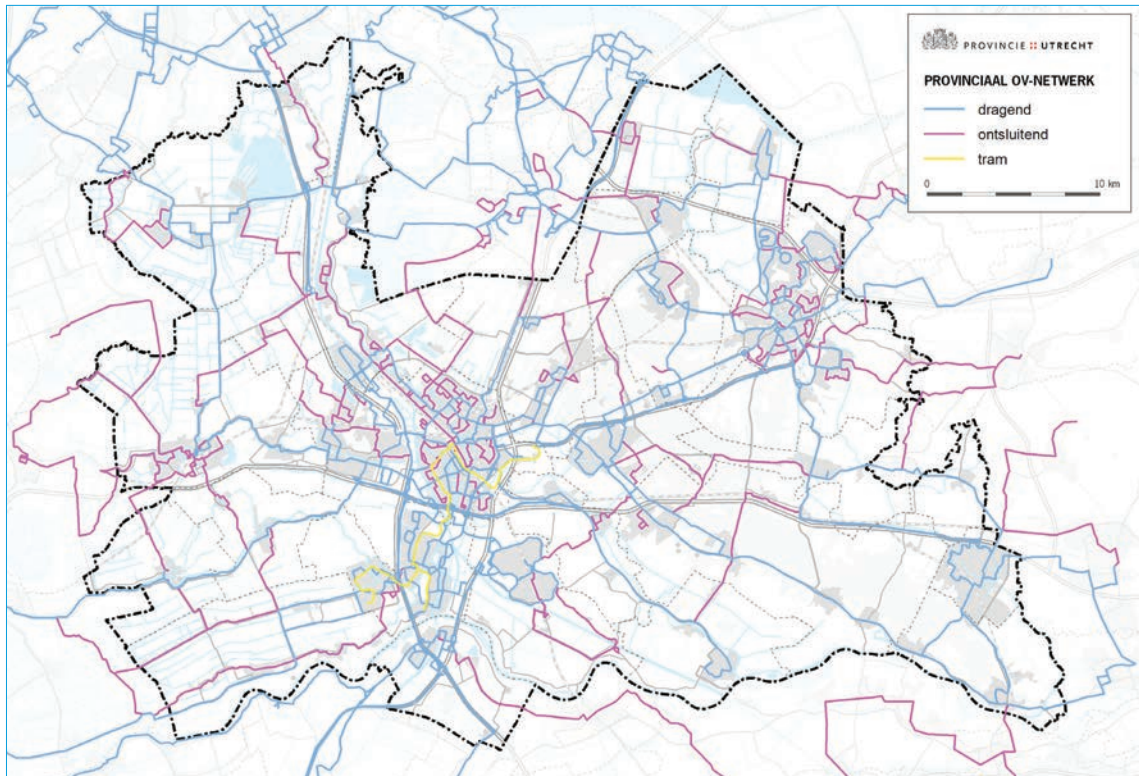 PROVINCIE UTRECHT
PROVINCIAAL OV-NETWERK
dragend
ontsluitend
tram
0 10 km